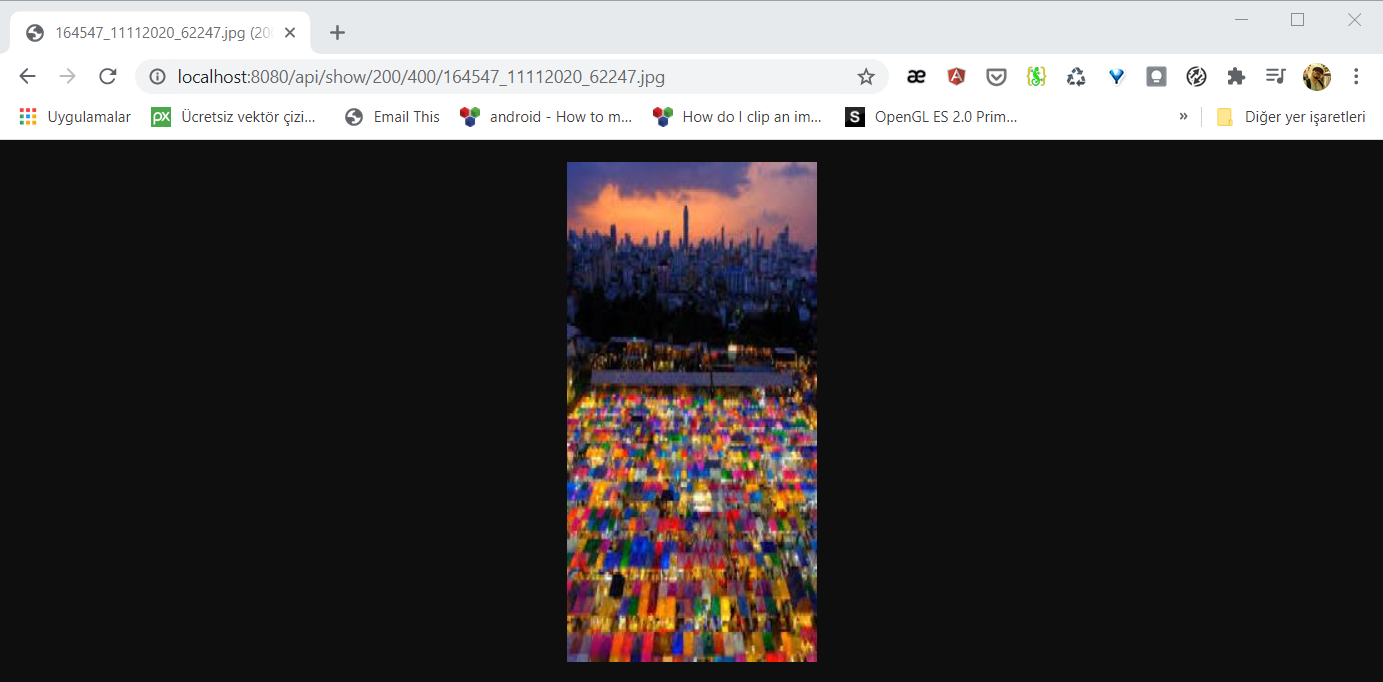 164547_11112020_62247.jpg (20
localhost:8080/api/show/200/400/164547_11112020_62247.jpg
æ
Uygulamalar px Ücretsiz vektör çizi... Email This android - How to m... How do I clip an im... S OpenGL ES 2.0 Prim... » Diğer yer işaretleri